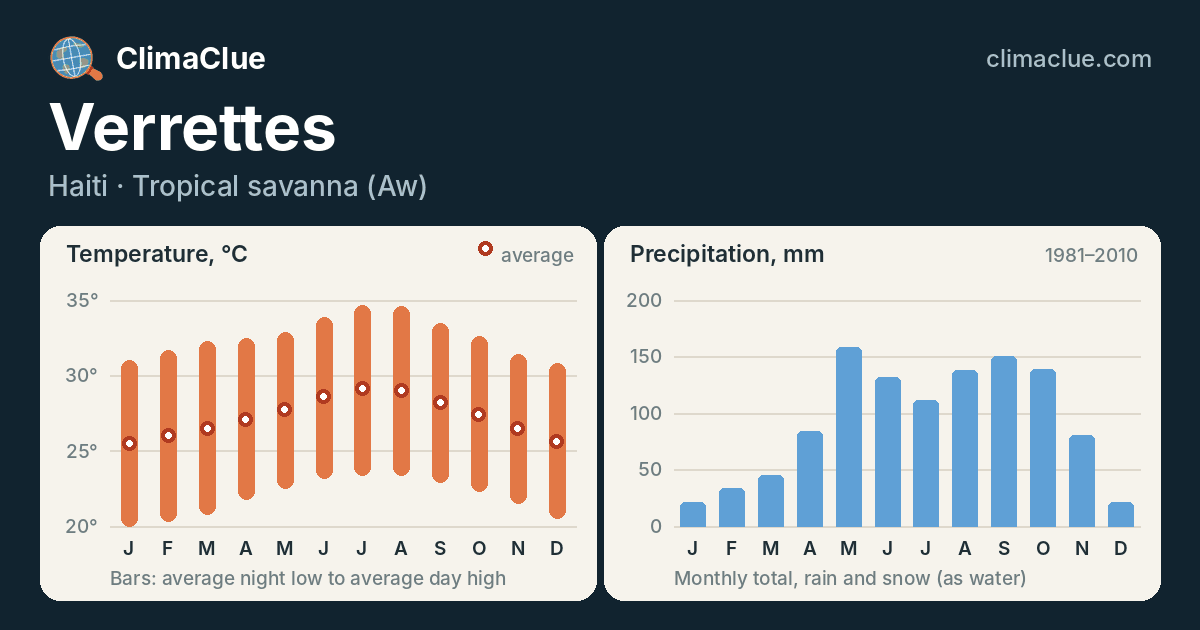 ClimaClue
climaclue.com
Verrettes
Haiti · Tropical savanna (Aw)
Temperature, °C
average
35°
30°
25°
20°
J F M A M J J A S O N D
Bars: average night low to average day high
Precipitation, mm
1981–2010
200
150
100
50
0
J F M A M J J A S O N D
Monthly total, rain and snow (as water)